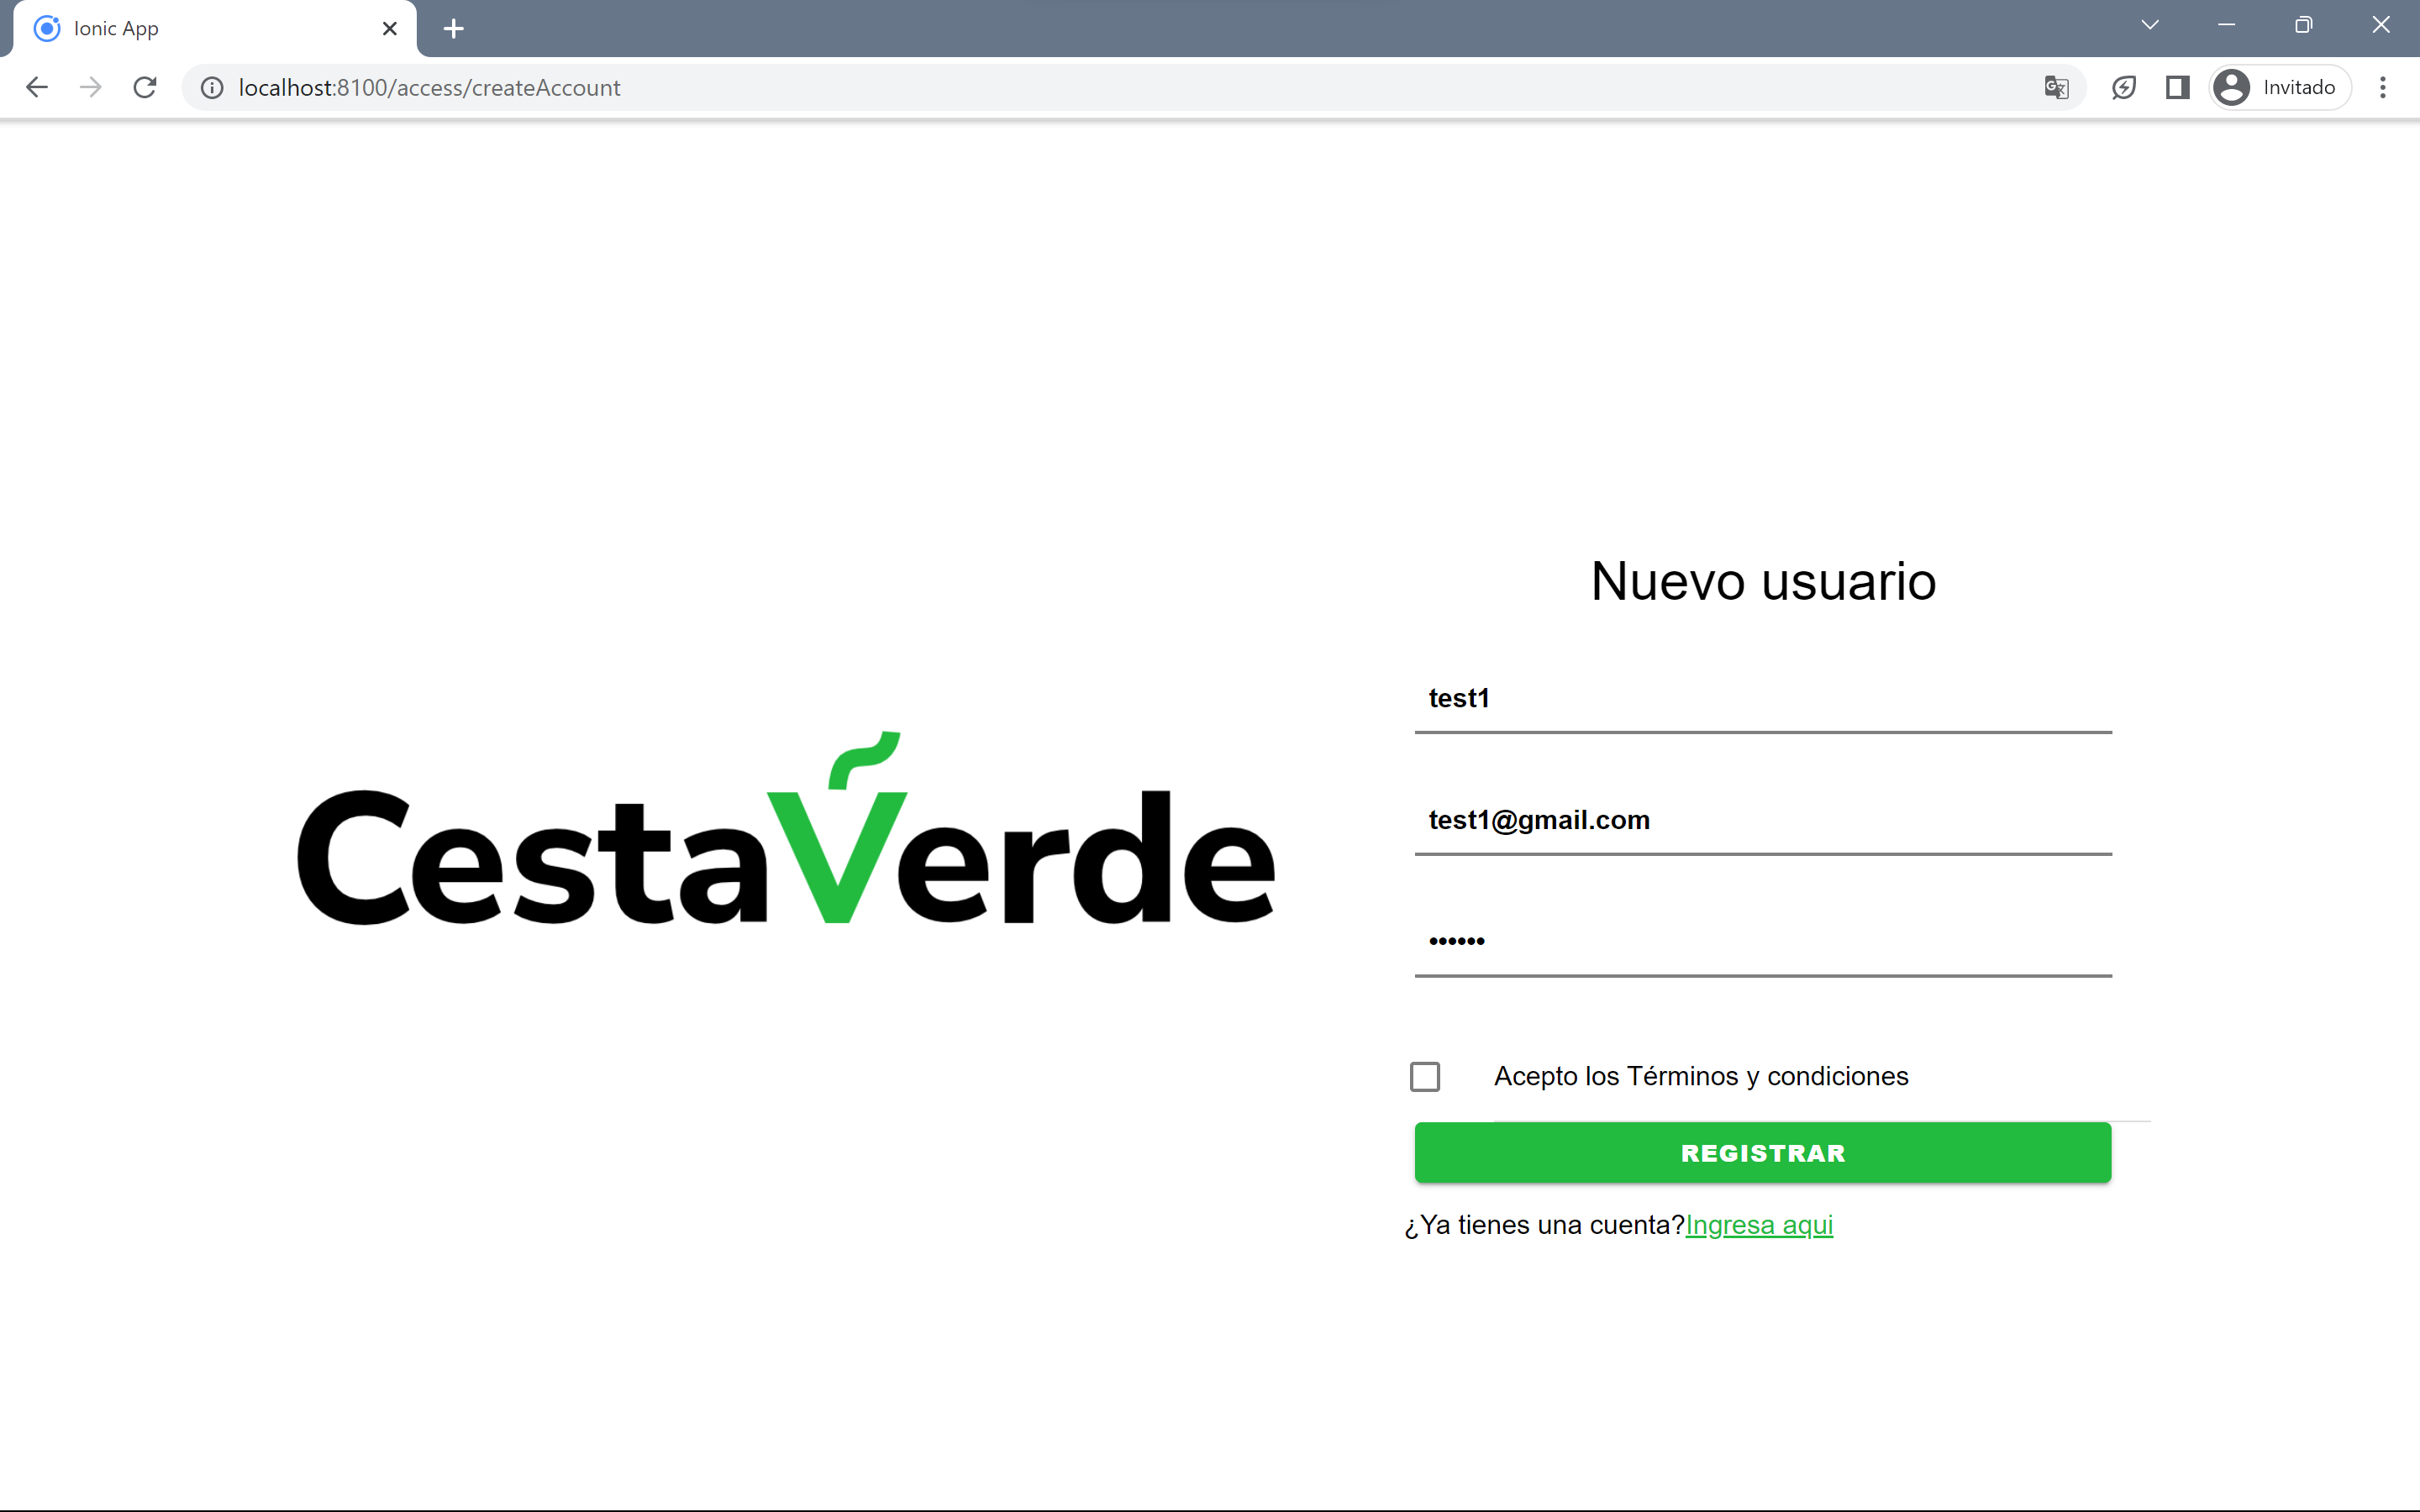 Ionic App
localhost:8100/access/createAccount
Invitado
Nuevo usuario
test1
CestaVerde
test1@gmail.com
••••••
Acepto los Términos y condiciones
REGISTRAR
¿Ya tienes una cuenta?Ingresa aqui